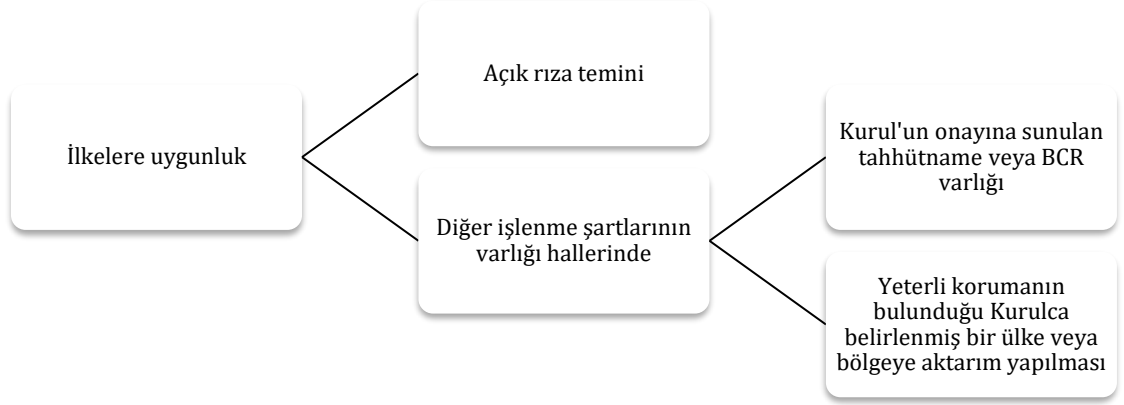 İlkelere uygunluk
Açık rıza temini
Diğer işlenme şartlarının
varlığı hallerinde
Kurul'un onayına sunulan
tahhütname veya BCR
varlığı
Yeterli korumanın
bulunduğu Kurulca
belirlenmiş bir ülke veya
bölgeye aktarım yapılması